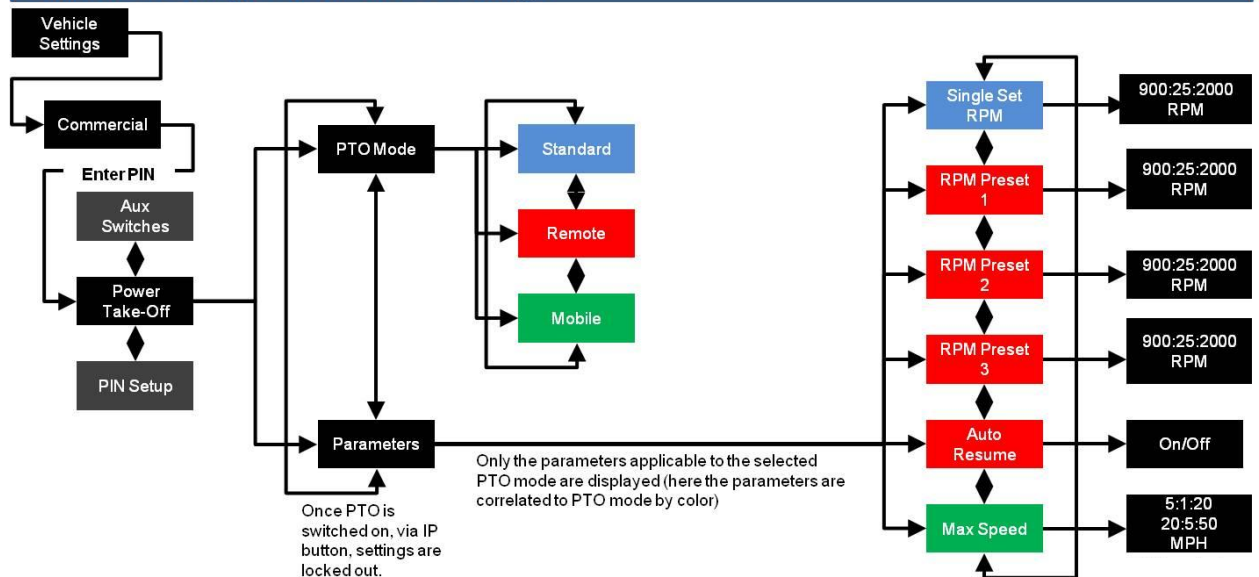 Vehicle
Settings
Commercial
Enter PIN
Aux
Switches
Power
Take-Off
PIN Setup
PTO Mode
Parameters
Once PTO is
switched on, via IP
button, settings are
locked out.
Standard
Remote
Mobile
Only the parameters applicable to the selected
PTO mode are displayed (here the parameters are
correlated to PTO mode by color)
Single Set
RPM
900:25:2000
RPM
RPM Preset
1
900:25:2000
RPM
RPM Preset
2
900:25:2000
RPM
RPM Preset
3
900:25:2000
RPM
Auto
Resume
On/Off
Max Speed
5:1:20
20:5:50
MPH